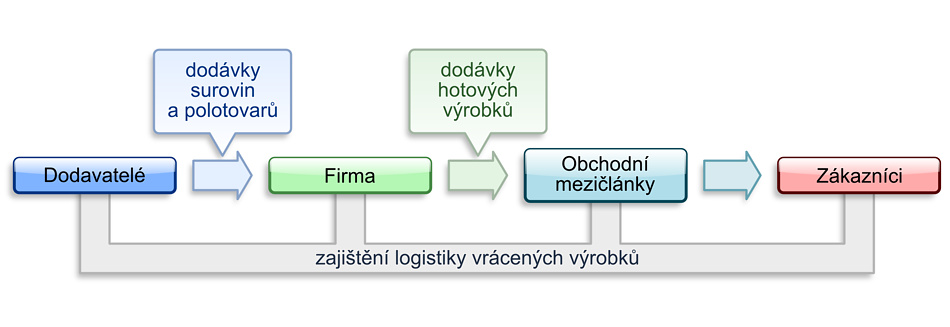 dodávky
surovin
a polotovarů
dodávky
hotových
výrobků
Dodavatelé
Firma
Obchodní
mezičlánky
Zákazníci
zajištění logistiky vrácených výrobků